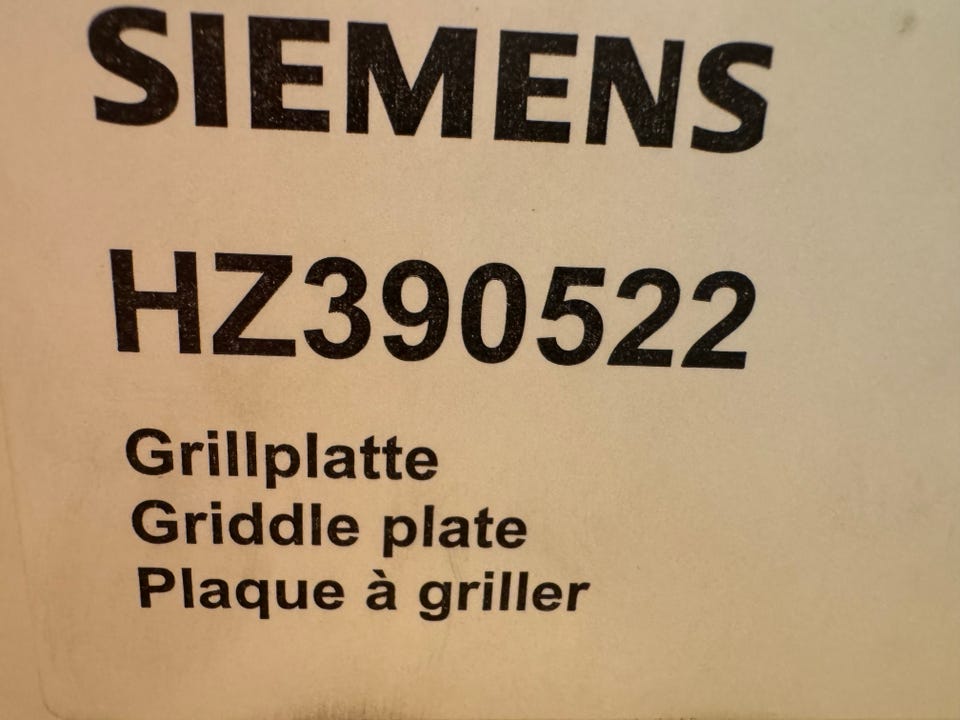 SIEMENS
HZ390522
Grillplatte
Griddle plate
Plaque à griller